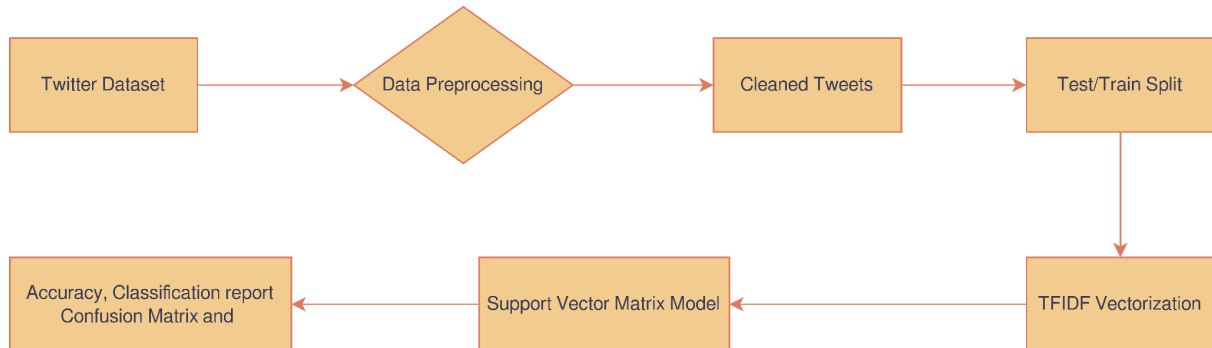 Twitter Dataset
Data Preprocessing
Cleaned Tweets
Test/Train Split
Accuracy, Classification report
Confusion Matrix and
Support Vector Matrix Model
TFIDF Vectorization